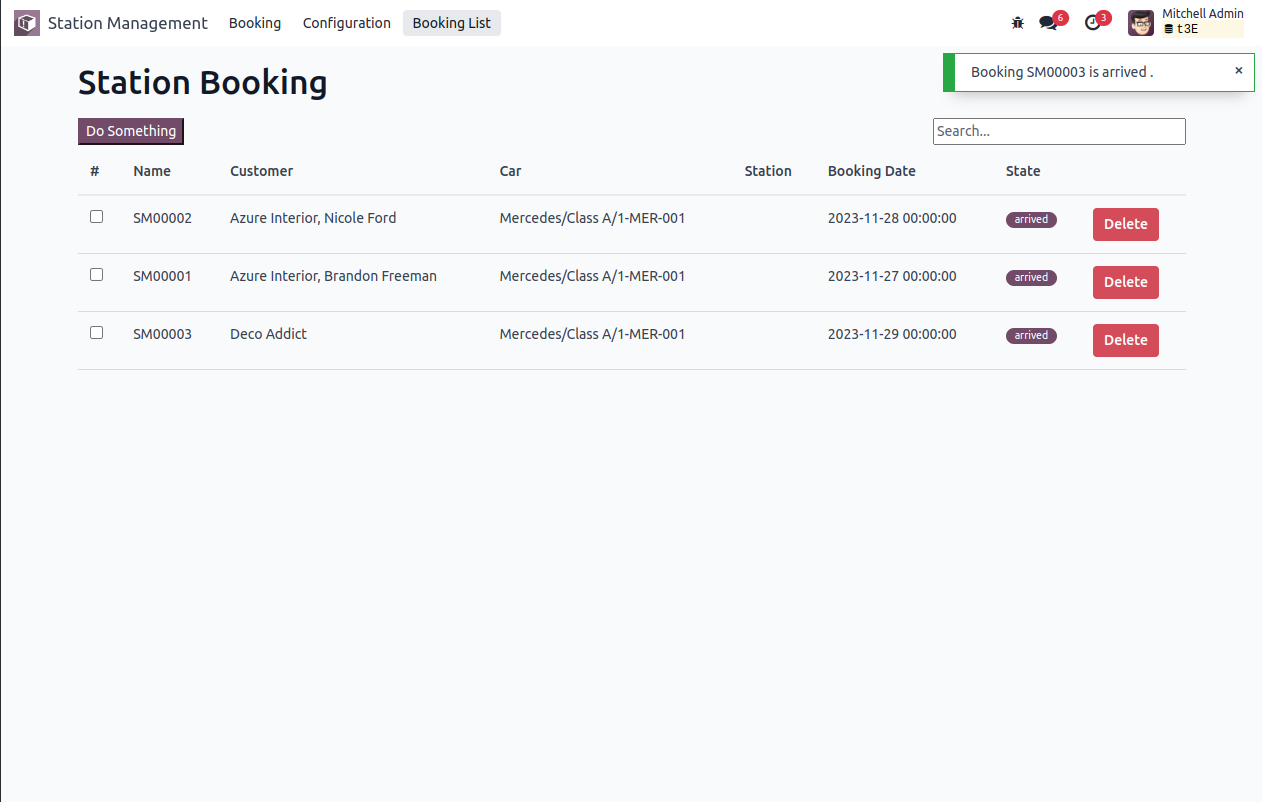 Station Management Booking Configuration Booking List 6 3 Mitchell Admin
t3E
Booking SM00003 is arrived . ×
Station Booking
Do Something Search...
# Name Customer Car Station Booking Date State
SM00002 Azure Interior, Nicole Ford Mercedes/Class A/1-MER-001 2023-11-28 00:00:00 arrived Delete
SM00001 Azure Interior, Brandon Freeman Mercedes/Class A/1-MER-001 2023-11-27 00:00:00 arrived Delete
SM00003 Deco Addict Mercedes/Class A/1-MER-001 2023-11-29 00:00:00 arrived Delete